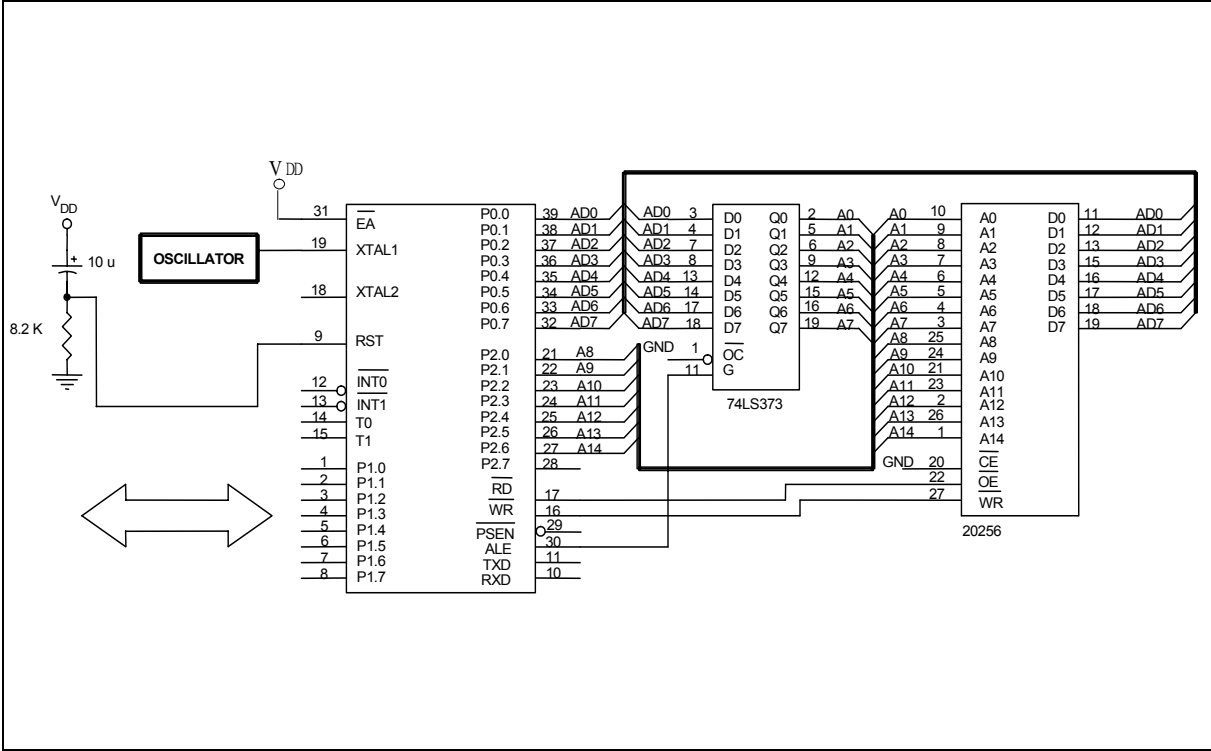 V DD
VDD
+
10 u
8.2 K
OSCILLATOR
31 EA
19 XTAL1
18 XTAL2
9 RST
12 INT0
13 INT1
14 T0
15 T1
1 P1.0
2 P1.1
3 P1.2
4 P1.3
5 P1.4
6 P1.5
7 P1.6
8 P1.7
P0.0 39 AD0
P0.1 38 AD1
P0.2 37 AD2
P0.3 36 AD3
P0.4 35 AD4
P0.5 34 AD5
P0.6 33 AD6
P0.7 32 AD7
P2.0 21 A8
P2.1 22 A9
P2.2 23 A10
P2.3 24 A11
P2.4 25 A12
P2.5 26 A13
P2.6 27 A14
P2.7 28
RD 17
WR 16
PSEN 29
ALE 30
TXD 11
RXD 10
AD0 3 D0 Q0 2 A0
AD1 4 D1 Q1 5 A1
AD2 7 D2 Q2 6 A2
AD3 8 D3 Q3 9 A3
AD4 13 D4 Q4 12 A4
AD5 14 D5 Q5 15 A5
AD6 17 D6 Q6 16 A6
AD7 18 D7 Q7 19 A7
GND 1 OC
11 G
74LS373
A0 10 A0 D0 11 AD0
A1 9 A1 D1 12 AD1
A2 8 A2 D2 13 AD2
A3 7 A3 D3 15 AD3
A4 6 A4 D4 16 AD4
A5 5 A5 D5 17 AD5
A6 4 A6 D6 18 AD6
A7 3 A7 D7 19 AD7
A8 25 A8
A9 24 A9
A10 21 A10
A11 23 A11
A12 2 A12
A13 26 A13
A14 1 A14
GND 20 CE
22 OE
27 WR
20256